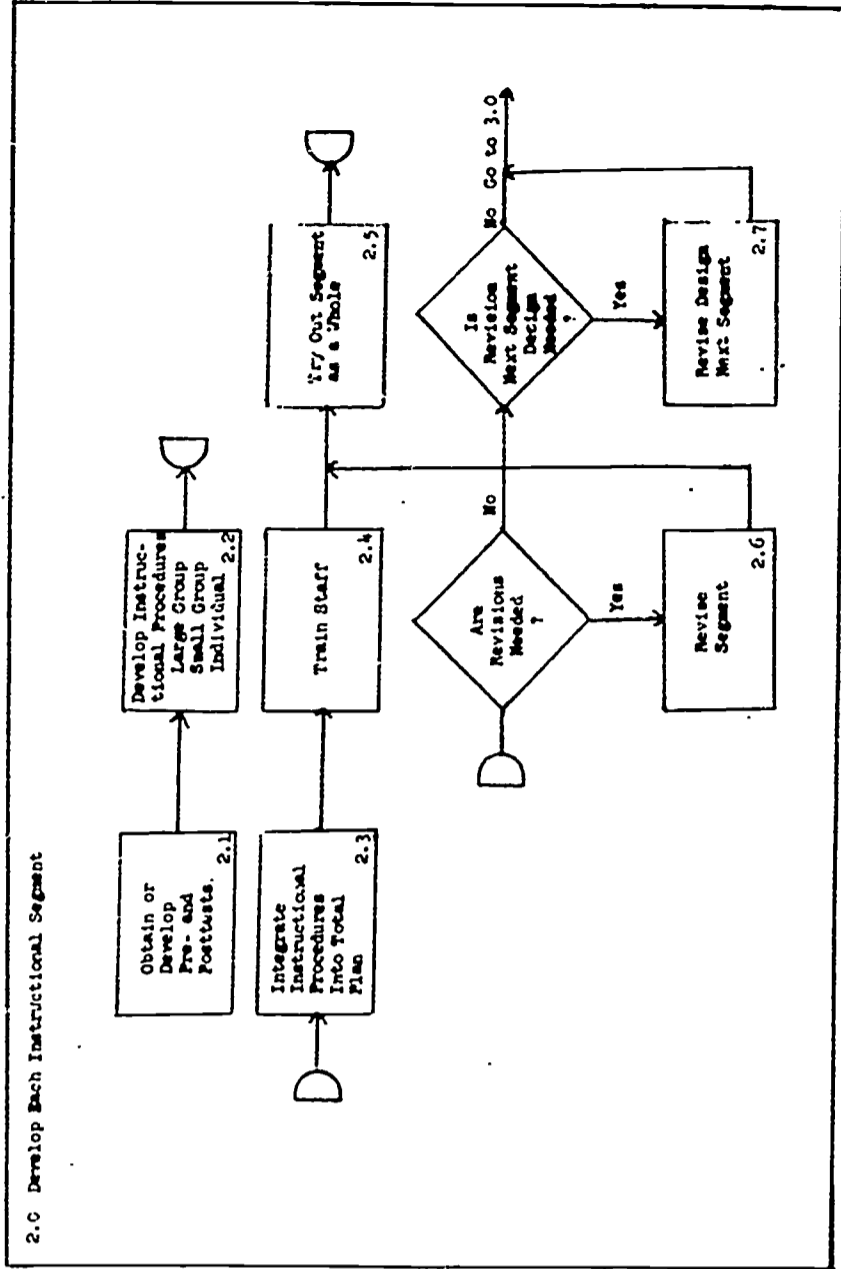 2.0 Develop Each Instructional Segment
Obtain or
Develop
Pre- and
Posttusts.
2.1
Develop Instruc-
tional Procedures
Large Group
Small Group
Individual
2.2
Integrate
Instructional
Procedures
Into Total
Plan
2.3
Train Staff
2.4
Try Out Segment
as a Whole
2.5
Are
Revisions
Needed
?
No
Yes
Revise
Segment
2.6
Is
Revision
Next Segment
Design
Needed
?
No Go to 3.0
Yes
Revise Design
Next Segment
2.7